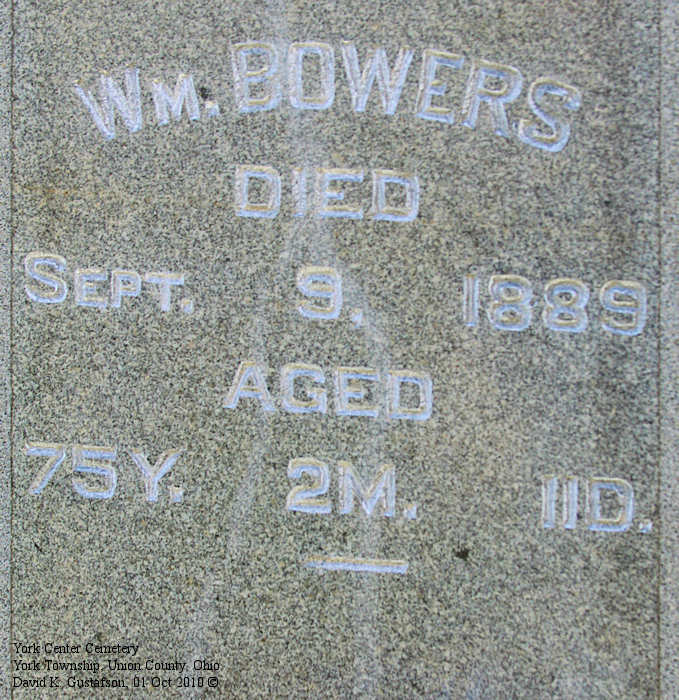 Wm. BOWERS
DIED
SEPT. 9. 1889
AGED
75Y. 2M. 11D.
York Center Cemetery
York Township, Union County, Ohio
David K. Gustafson, 01 Oct 2010 ©